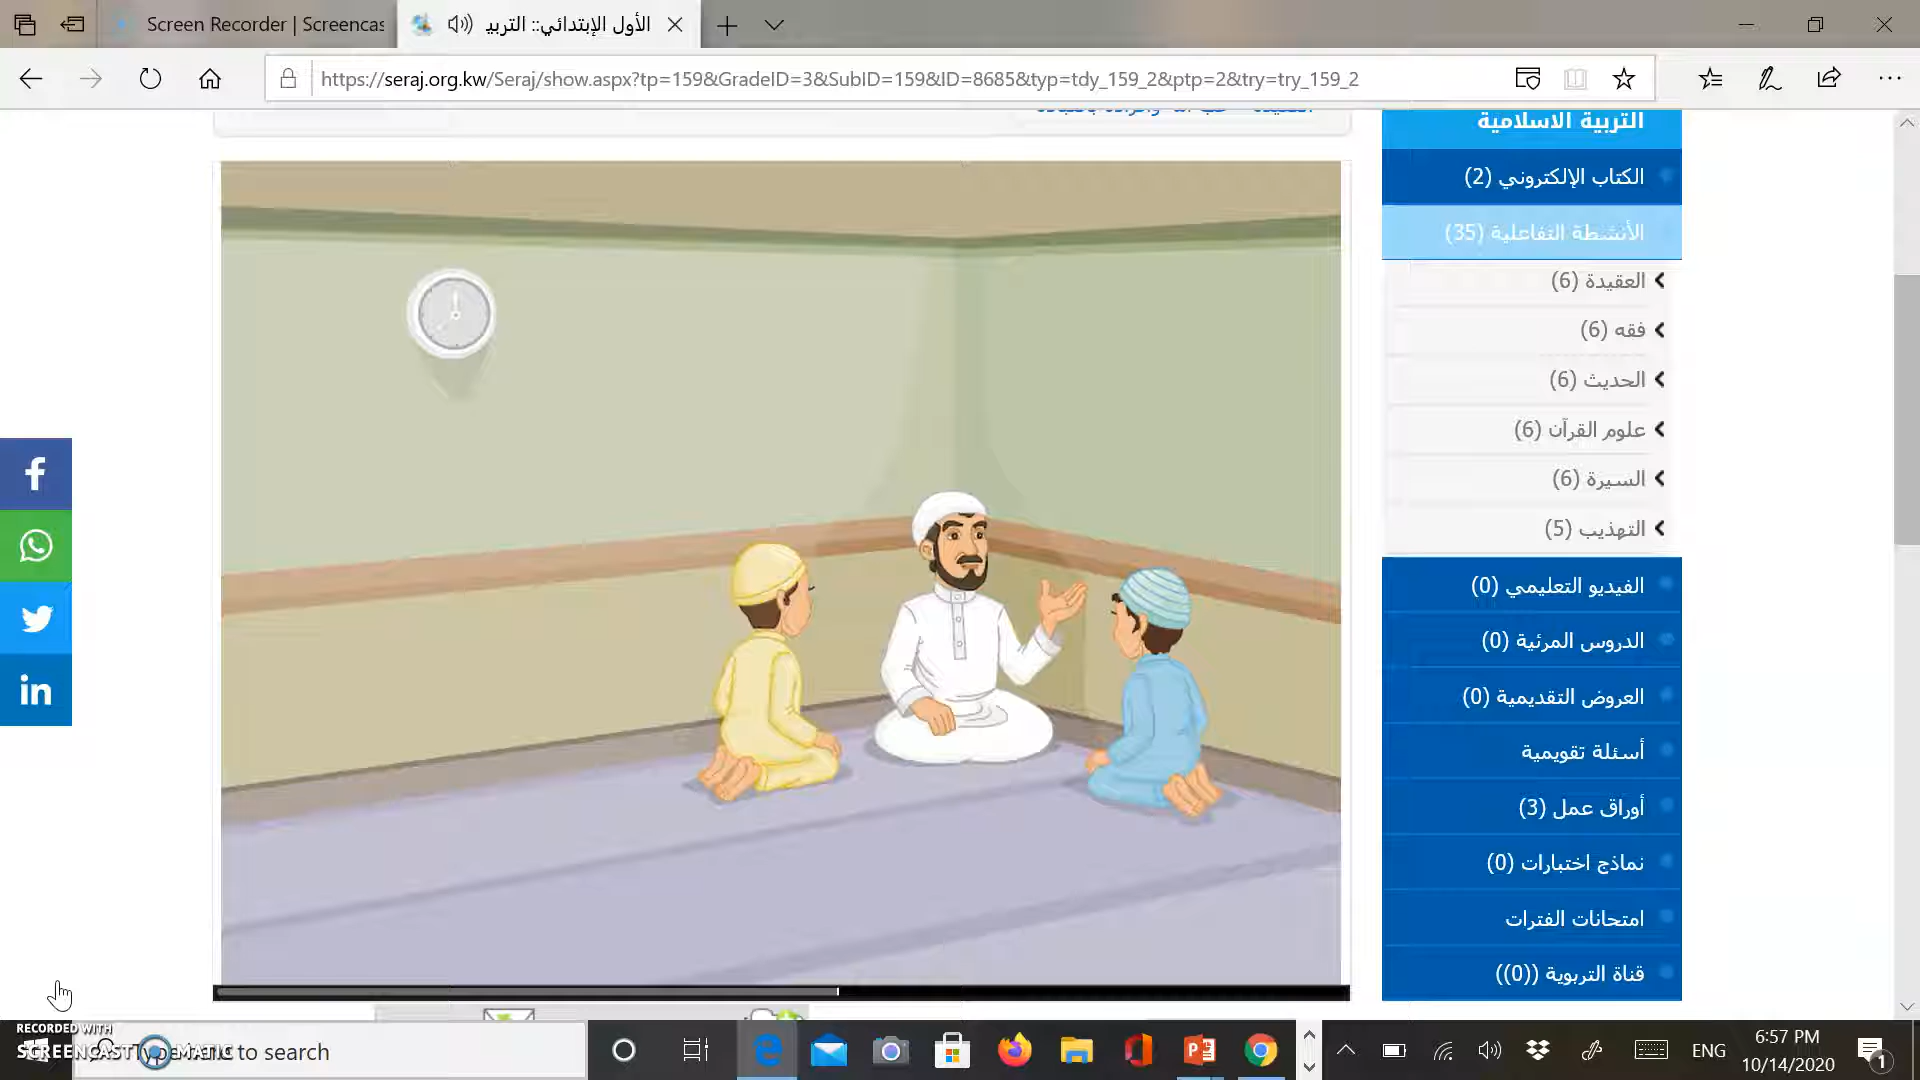 Screen Recorder | Screencas
الأول الإبتدائي:: التربي
https://seraj.org.kw/Seraj/show.aspx?tp=159&GradeID=3&SubID=159&ID=8685&typ=tdy_159_2&ptp=2&try=try_159_2
التربية الاسلامية
الكتاب الإلكتروني (2)
الأنشطة التفاعلية (35)
العقيدة (6)
فقه (6)
الحديث (6)
علوم القرآن (6)
السيرة (6)
التهذيب (5)
الفيديو التعليمي (0)
الدروس المرئية (0)
العروض التقديمية (0)
أسئلة تقويمية
أوراق عمل (3)
نماذج اختبارات (0)
امتحانات الفترات
قناة التربوية ((0))
RECORDED WITH
SCREENCAST MATIC
Type to search
ENG
6:57 PM
10/14/2020
1